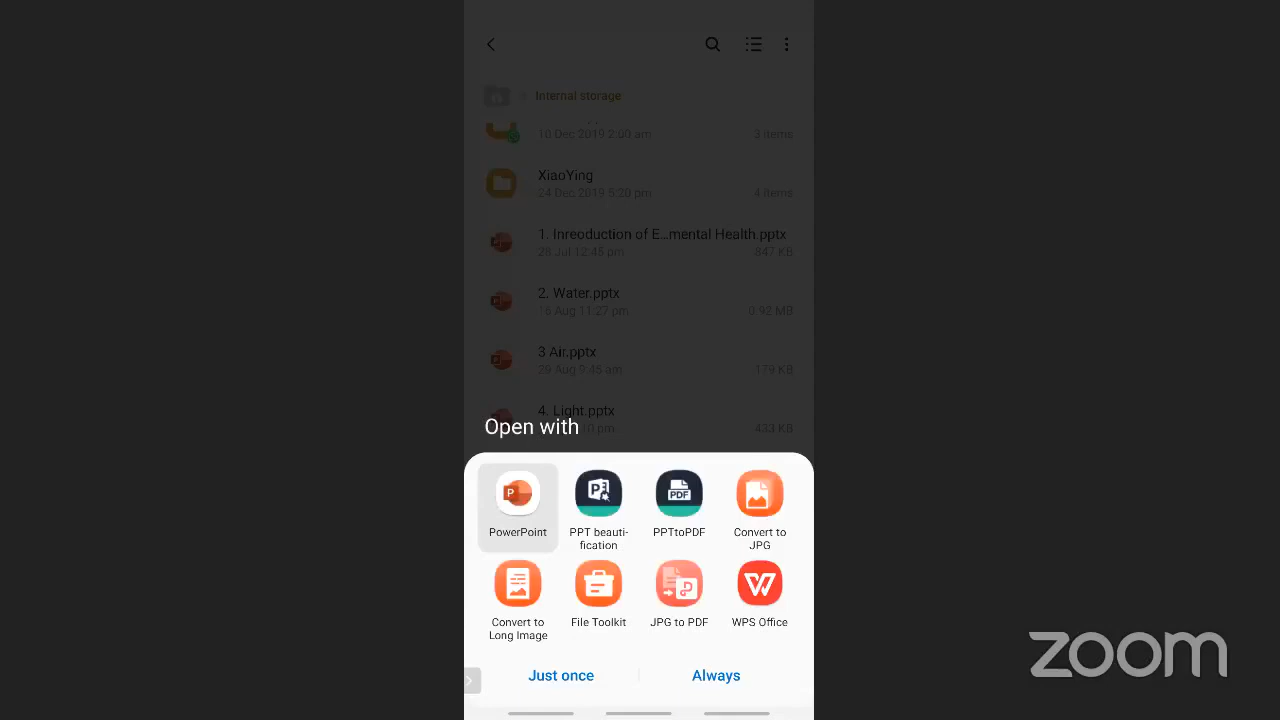 Internal storage
10 Dec 2019 2:00 am 3 items
XiaoYing
24 Dec 2019 5:20 pm 4 items
1. Inreoduction of E...mental Health.pptx
28 Jul 12:45 pm 847 KB
2. Water.pptx
16 Aug 11:27 pm 0.92 MB
3 Air.pptx
29 Aug 9:46 am 179 KB
4. Light.pptx
pm 433 KB
Open with
PowerPoint
PPT beauti-
fication
PPTtoPDF
Convert to
JPG
Convert to
Long Image
File Toolkit
JPG to PDF
WPS Office
Just once
Always
zoom